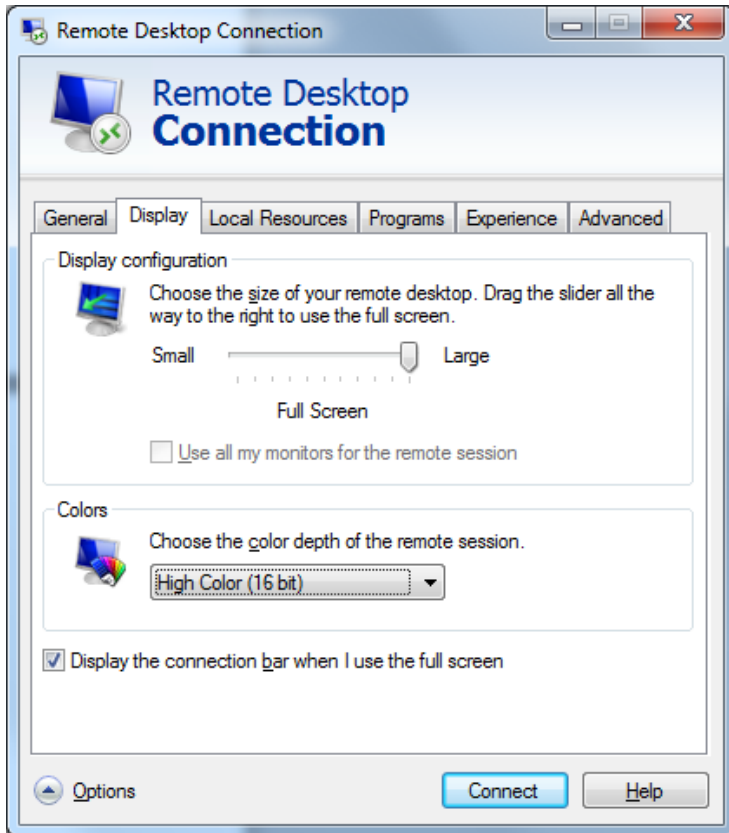 Remote Desktop Connection
Remote Desktop
Connection
General Display Local Resources Programs Experience Advanced
Display configuration
Choose the size of your remote desktop. Drag the slider all the
way to the right to use the full screen.
Small Large
Full Screen
Use all my monitors for the remote session
Colors
Choose the color depth of the remote session.
High Color (16 bit)
Display the connection bar when I use the full screen
Options Connect Help